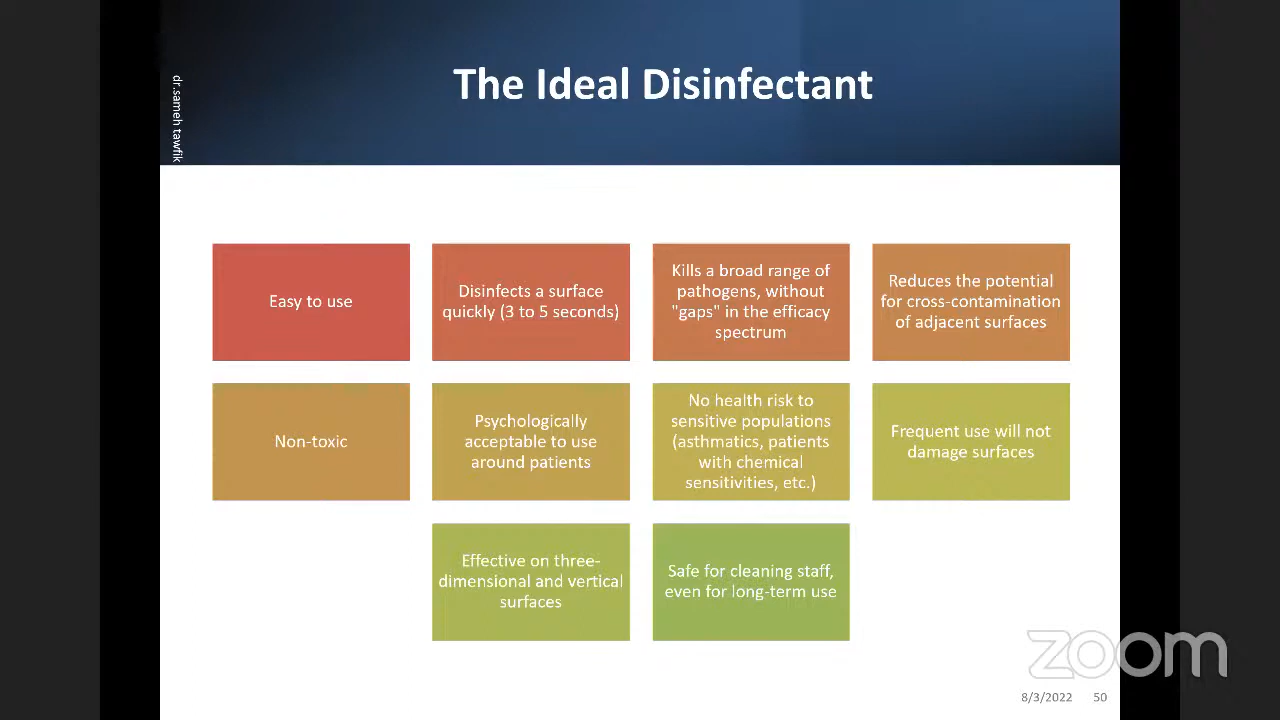 The Ideal Disinfectant
dr.sameh tawfik
Easy to use
Disinfects a surface
quickly (3 to 5 seconds)
Kills a broad range of
pathogens, without
"gaps" in the efficacy
spectrum
Reduces the potential
for cross-contamination
of adjacent surfaces
Non-toxic
Psychologically
acceptable to use
around patients
No health risk to
sensitive populations
(asthmatics, patients
with chemical
sensitivities, etc.)
Frequent use will not
damage surfaces
Effective on three-
dimensional and vertical
surfaces
Safe for cleaning staff,
even for long-term use
zoom
8/3/2022 50